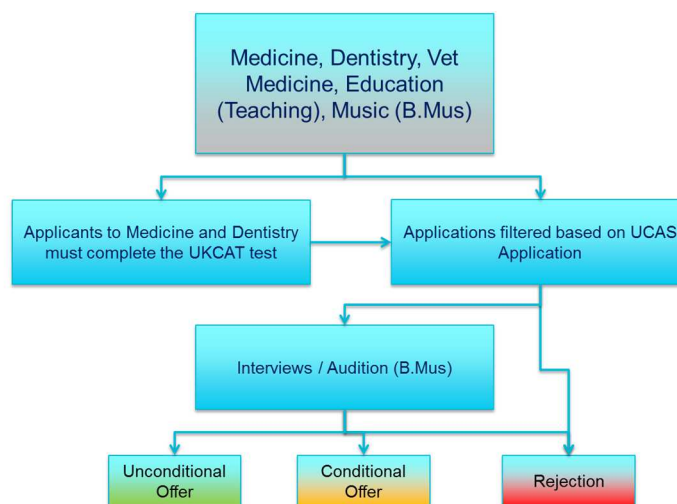 Medicine, Dentistry, Vet
Medicine, Education
(Teaching), Music (B.Mus)
Applicants to Medicine and Dentistry
must complete the UKCAT test
Applications filtered based on UCAS
Application
Interviews / Audition (B.Mus)
Unconditional
Offer
Conditional
Offer
Rejection